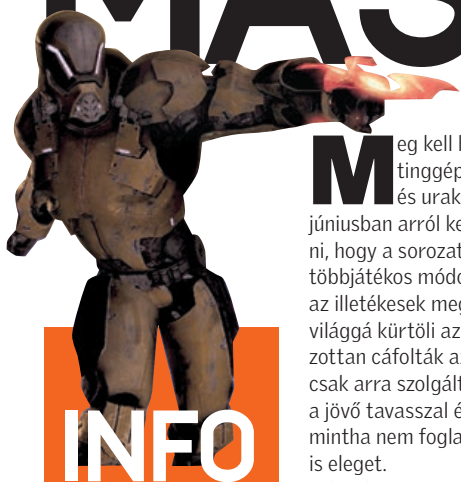 MAS
Meg kell
tinggép
és urak
júniusban arról ke
ni, hogy a sorozat
többjátékos módo
az illetékesek meg
világgá kürtöli az
zottan cáfolták a
csak arra szolgált
a jövő tavasszal é
mintha nem fogla
is eleget.
INFO